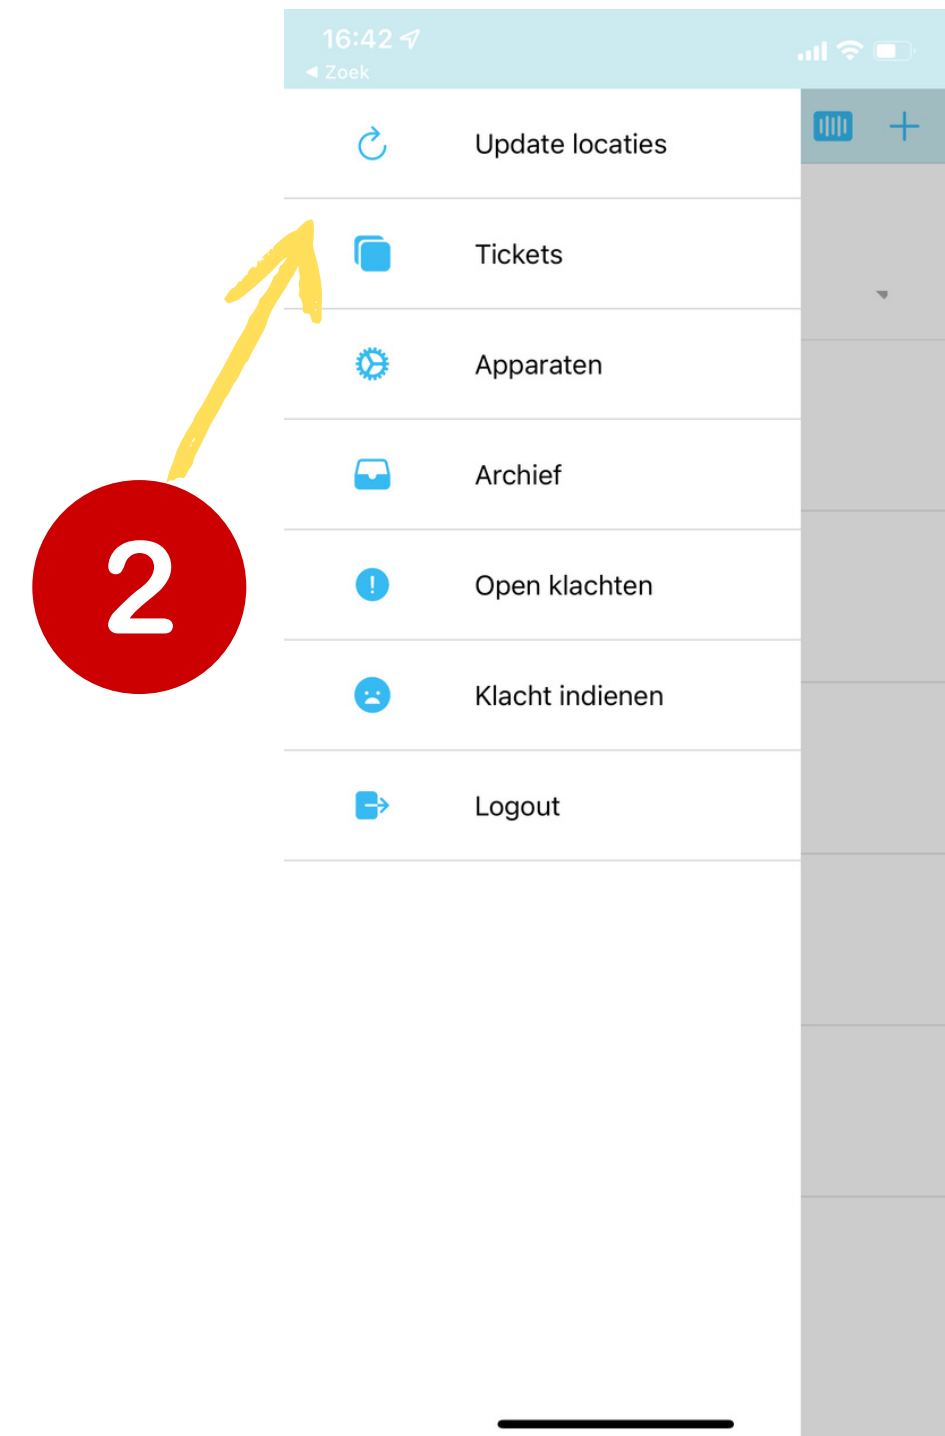 16:42
◀ Zoek
Update locaties
Tickets
Apparaten
Archief
Open klachten
Klacht indienen
Logout
2